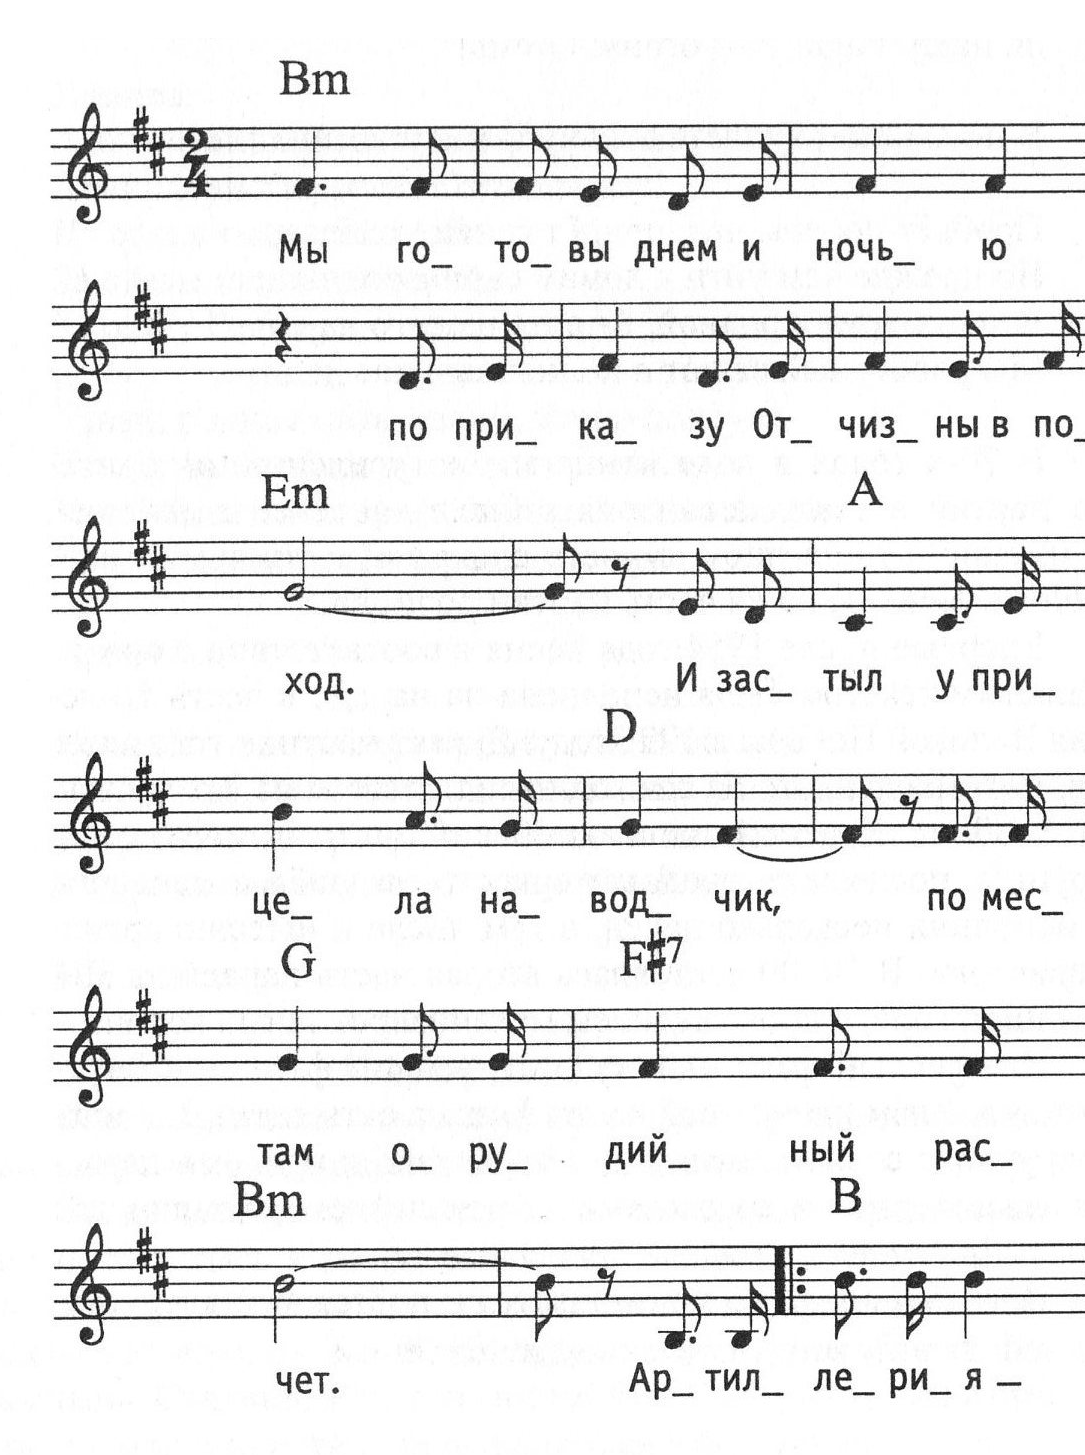 Bm
2/4
Мы го_ то_ вы днем и ночь_ ю
по при_ ка_ зу От_ чиз_ ны в по_
Em A
ход. И зас_ тыл у при_
D
це_ ла на_ вод_ чик, по мес_
G F#7
там о ру_ дий_ ный рас_
Bm B
чет. Ар_ тил_ ле_ ри_ я —